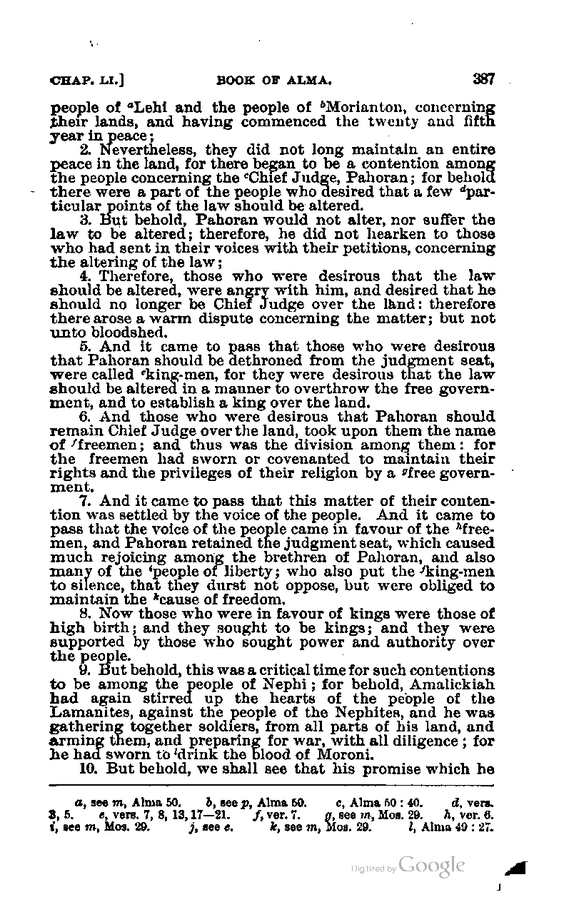 CHAP. LI.] BOOK OF ALMA. 387
people of ᵃLehi and the people of ᵇMorianton, concerning
their lands, and having commenced the twenty and fifth
year in peace;
2. Nevertheless, they did not long maintain an entire
peace in the land, for there began to be a contention among
the people concerning the ᶜChief Judge, Pahoran; for behold
there were a part of the people who desired that a few ᵈpar-
ticular points of the law should be altered.
3. But behold, Pahoran would not alter, nor suffer the
law to be altered; therefore, he did not hearken to those
who had sent in their voices with their petitions, concerning
the altering of the law;
4. Therefore, those who were desirous that the law
should be altered, were angry with him, and desired that he
should no longer be Chief Judge over the land: therefore
there arose a warm dispute concerning the matter; but not
unto bloodshed.
5. And it came to pass that those who were desirous
that Pahoran should be dethroned from the judgment seat,
were called ᵉking-men, for they were desirous that the law
should be altered in a manner to overthrow the free govern-
ment, and to establish a king over the land.
6. And those who were desirous that Pahoran should
remain Chief Judge over the land, took upon them the name
of ᶠfreemen; and thus was the division among them: for
the freemen had sworn or covenanted to maintain their
rights and the privileges of their religion by a ᵍfree govern-
ment.
7. And it came to pass that this matter of their conten-
tion was settled by the voice of the people. And it came to
pass that the voice of the people came in favour of the ʰfree-
men, and Pahoran retained the judgment seat, which caused
much rejoicing among the brethren of Pahoran, and also
many of the ⁱpeople of liberty; who also put the ʲking-men
to silence, that they durst not oppose, but were obliged to
maintain the ᵏcause of freedom.
8. Now those who were in favour of kings were those of
high birth; and they sought to be kings; and they were
supported by those who sought power and authority over
the people.
9. But behold, this was a critical time for such contentions
to be among the people of Nephi; for behold, Amalickiah
had again stirred up the hearts of the people of the
Lamanites, against the people of the Nephites, and he was
gathering together soldiers, from all parts of his land, and
arming them, and preparing for war, with all diligence; for
he had sworn to ˡdrink the blood of Moroni.
10. But behold, we shall see that his promise which he
a, see m, Alma 50. b, see p, Alma 50. c, Alma 50:40. d, vers.
3, 5. e, vers. 7, 8, 13, 17—21. f, ver. 7. g, see m, Mos. 29. h, ver. 6.
i, see m, Mos. 29. j, see e. k, see m, Mos. 29. l, Alma 49:27.
Digitized by Google